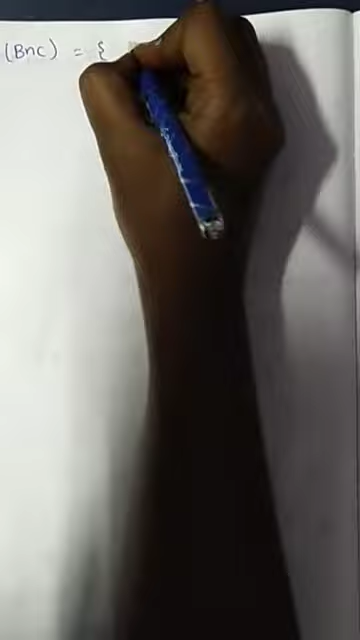 (B∩C) = {